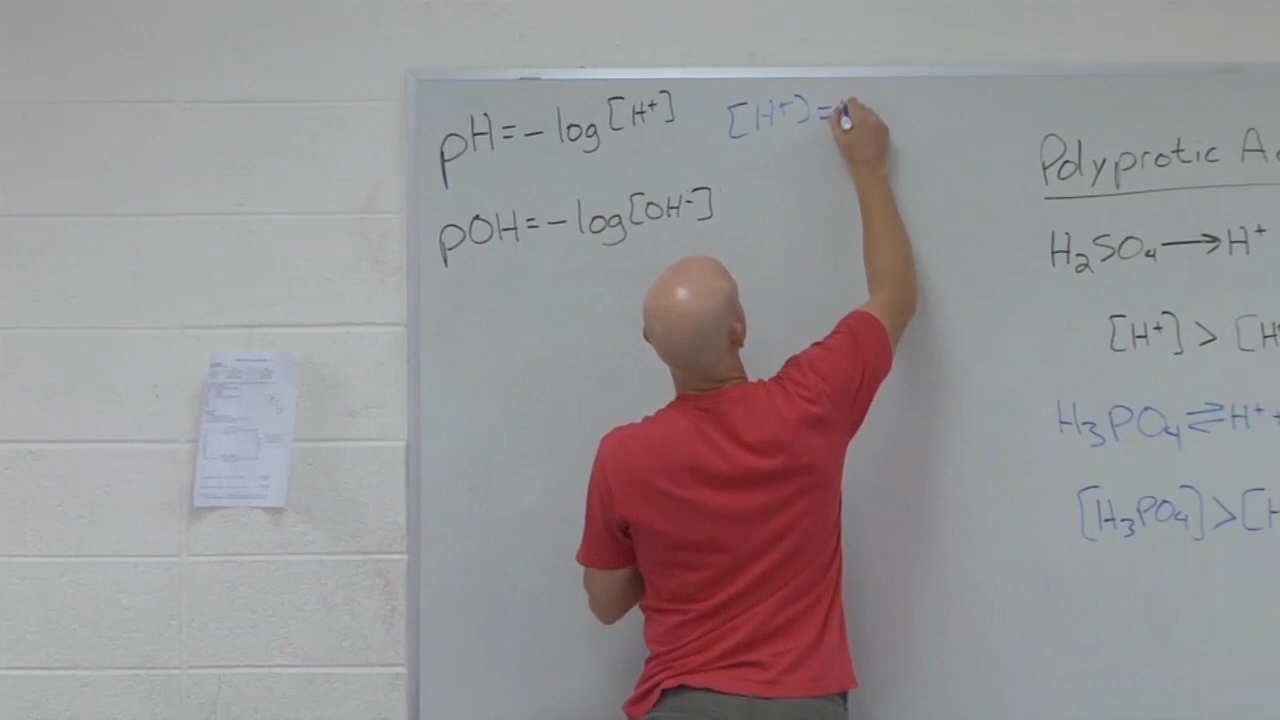 pH = - log [H⁺] [H⁺] =
pOH = - log [OH⁻]
Polyprotic
H₂SO₄ → H⁺
[H⁺] > [H
H₃PO₄ ⇌ H⁺ +
[H₃PO₄] > [H